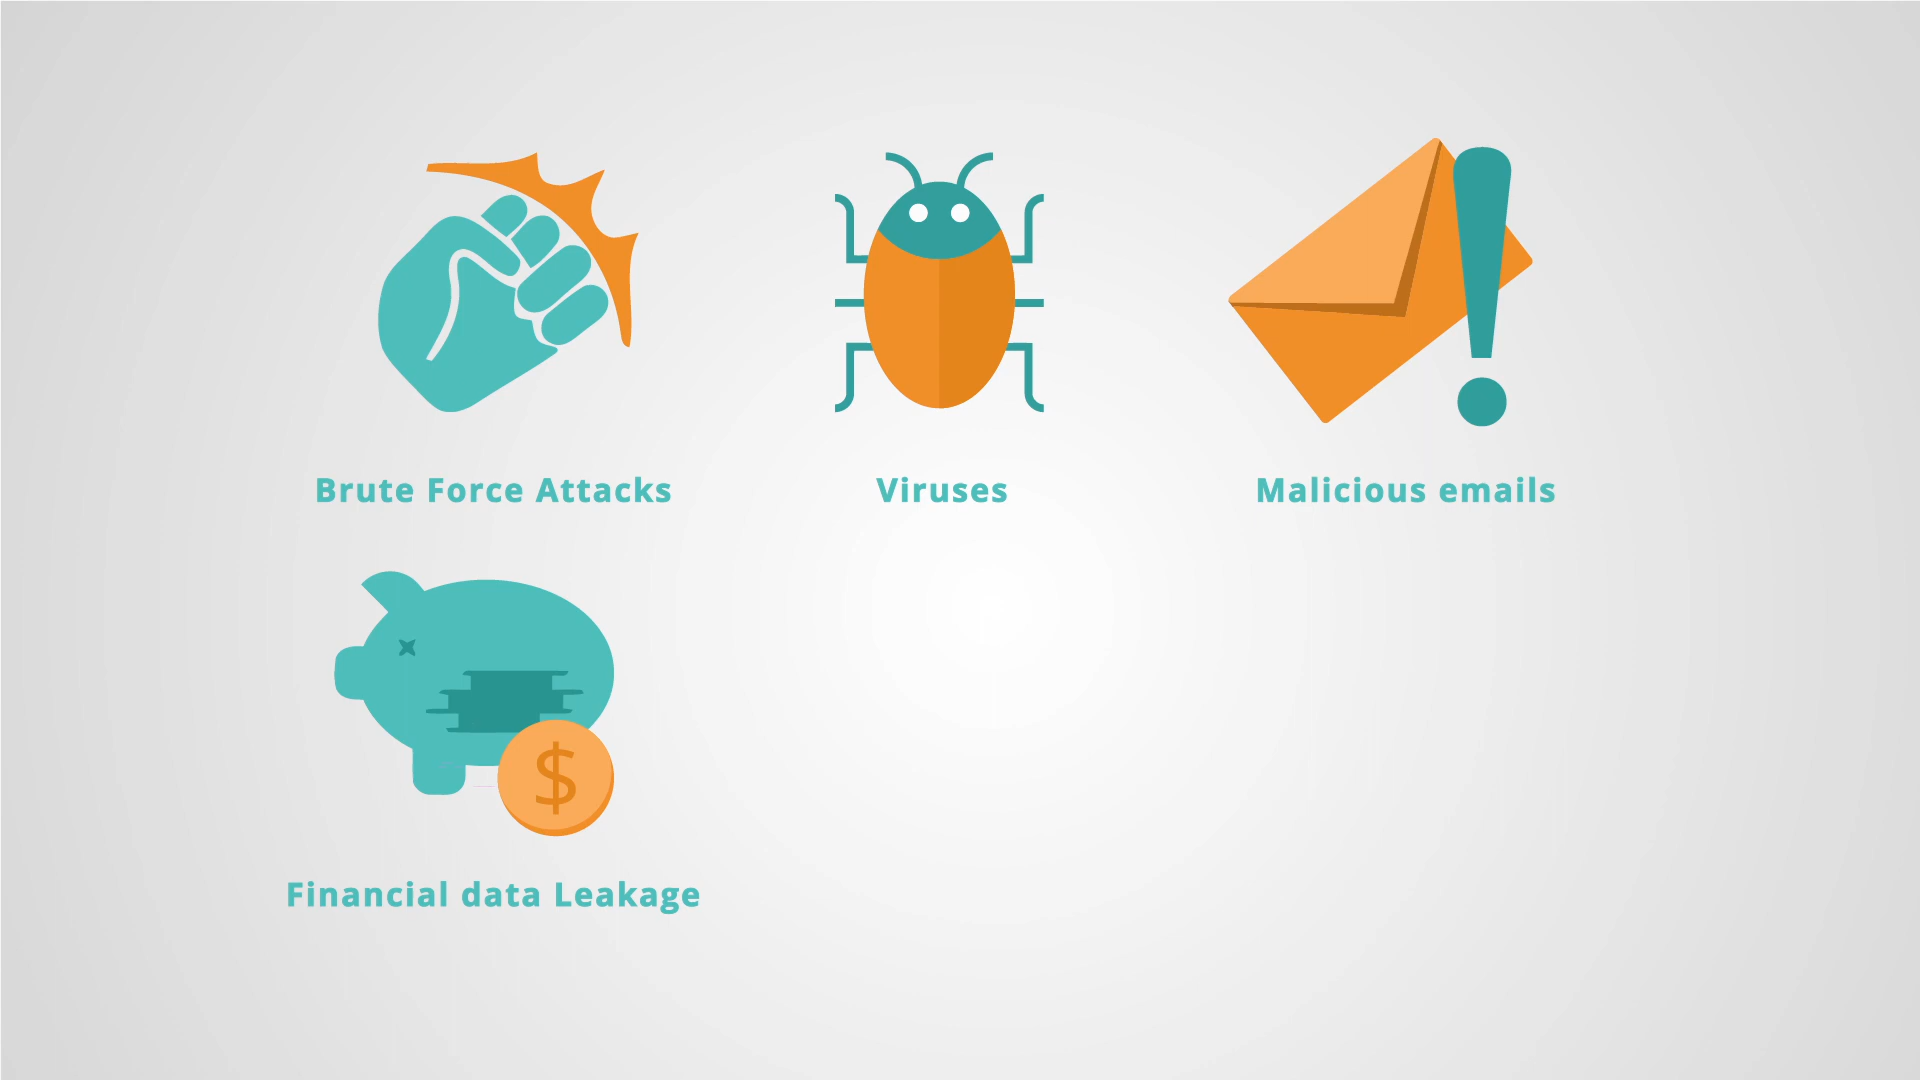 Brute Force Attacks
Viruses
Malicious emails
$
Financial data Leakage